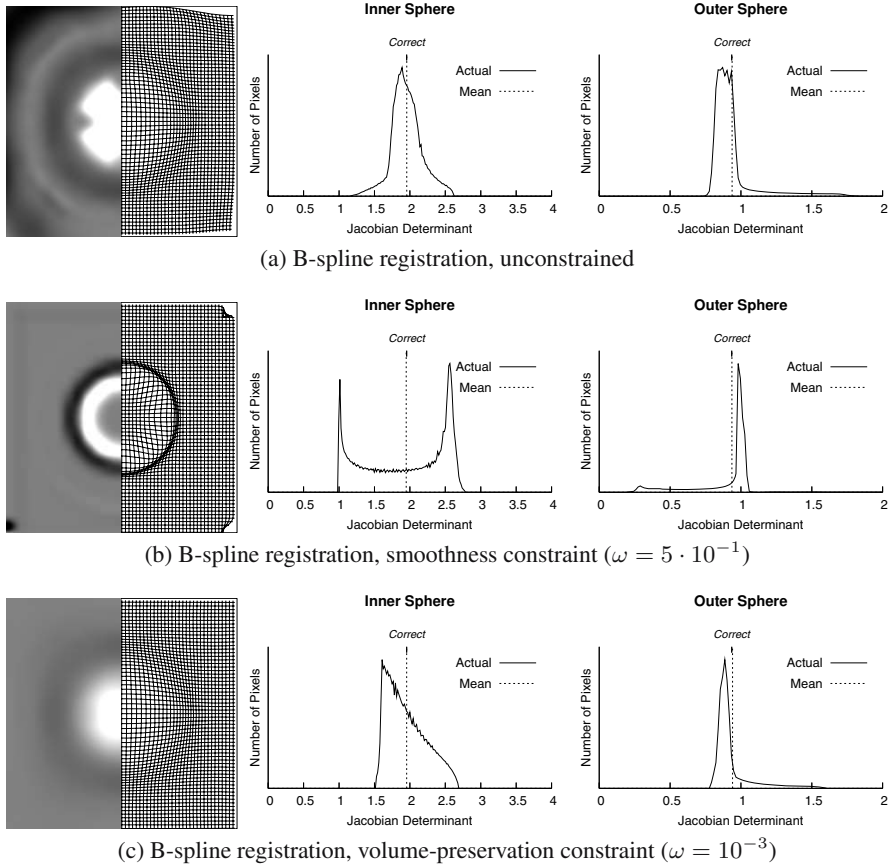 Inner Sphere
Outer Sphere
Correct
Correct
Number of Pixels
Actual
Mean
Number of Pixels
Actual
Mean
0 0.5 1 1.5 2 2.5 3 3.5 4
0 0.5 1 1.5 2
Jacobian Determinant
Jacobian Determinant
(a) B-spline registration, unconstrained
Inner Sphere
Outer Sphere
Correct
Correct
Number of Pixels
Actual
Mean
Number of Pixels
Actual
Mean
0 0.5 1 1.5 2 2.5 3 3.5 4
0 0.5 1 1.5 2
Jacobian Determinant
Jacobian Determinant
(b) B-spline registration, smoothness constraint (ω = 5 · 10⁻¹)
Inner Sphere
Outer Sphere
Correct
Correct
Number of Pixels
Actual
Mean
Number of Pixels
Actual
Mean
0 0.5 1 1.5 2 2.5 3 3.5 4
0 0.5 1 1.5 2
Jacobian Determinant
Jacobian Determinant
(c) B-spline registration, volume-preservation constraint (ω = 10⁻³)